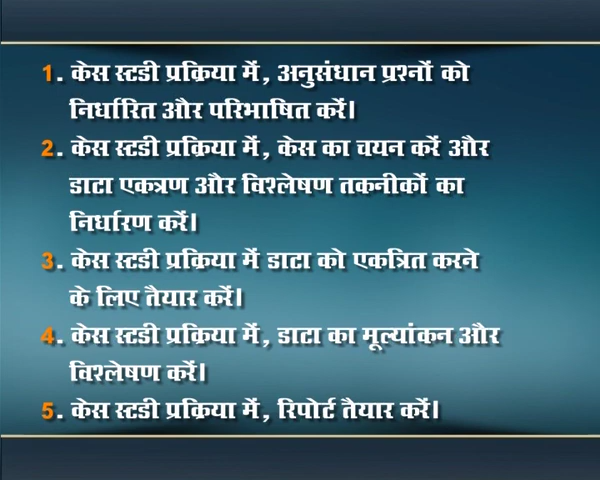 1. केस स्टडी प्रक्रिया में, अनुसंधान प्रश्नों को
निर्धारित और परिभाषित करें।
2. केस स्टडी प्रक्रिया में, केस का चयन करें और
डाटा एकत्रण और विश्लेषण तकनीकों का
निर्धारण करें।
3. केस स्टडी प्रक्रिया में डाटा को एकत्रित करने
के लिए तैयार करें।
4. केस स्टडी प्रक्रिया में, डाटा का मूल्यांकन और
विश्लेषण करें।
5. केस स्टडी प्रक्रिया में, रिपोर्ट तैयार करें।